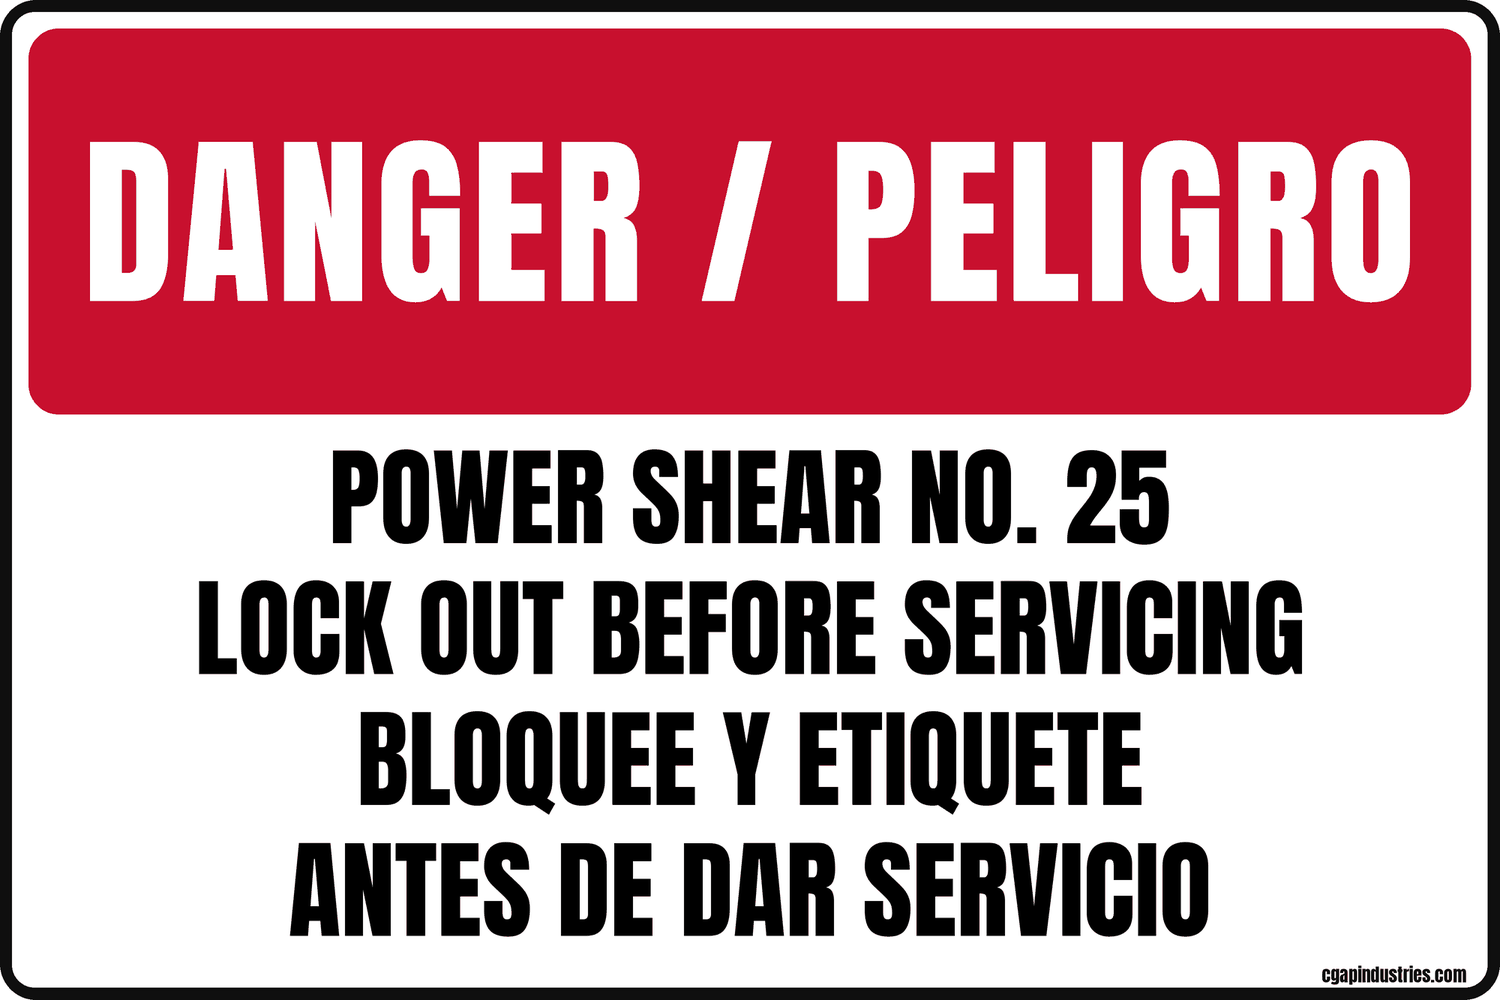 DANGER / PELIGRO
POWER SHEAR NO. 25
LOCK OUT BEFORE SERVICING
BLOQUEE Y ETIQUETE
ANTES DE DAR SERVICIO
cgapindustries.com